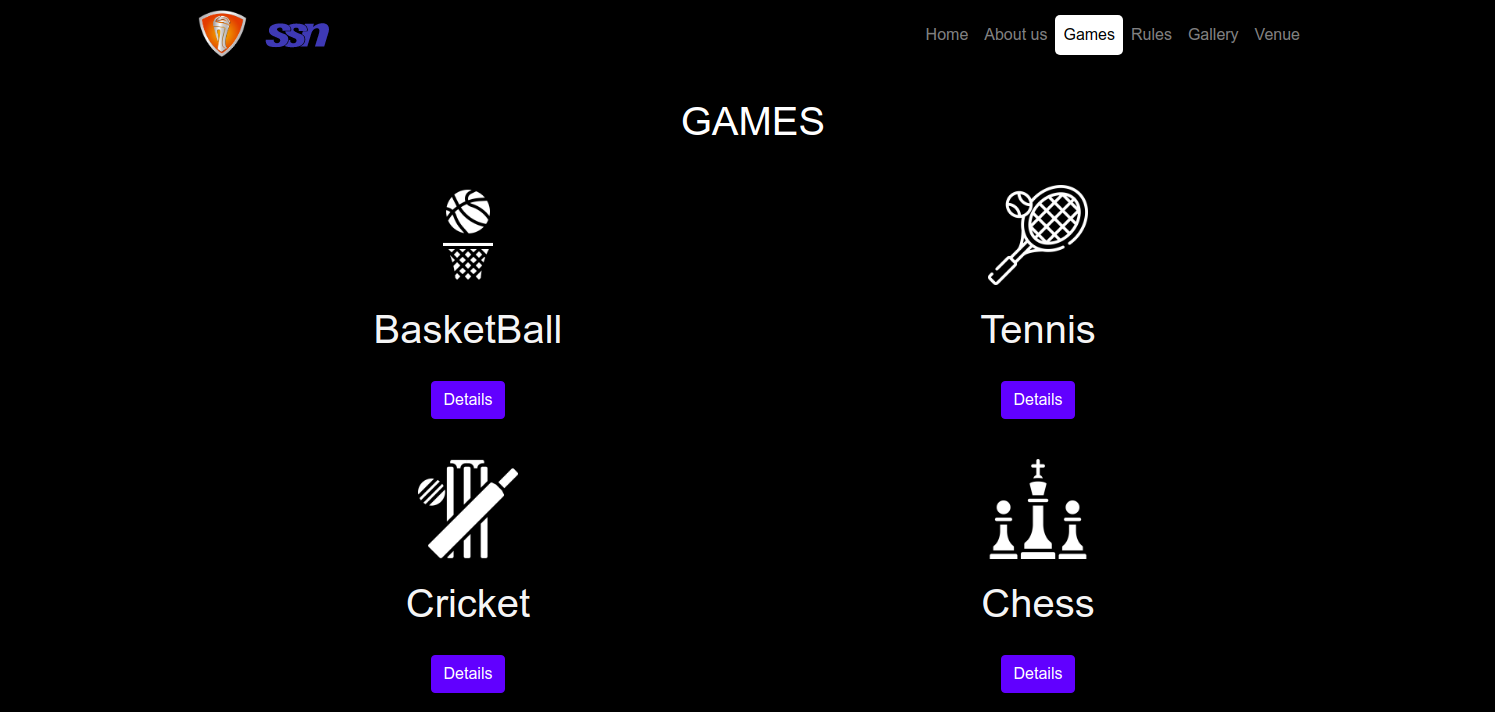 ssn
Home About us Games Rules Gallery Venue
GAMES
BasketBall
Tennis
Details
Details
Cricket
Chess
Details
Details